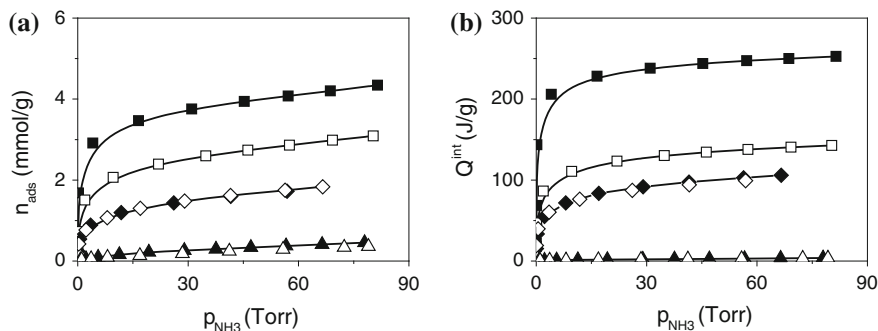 (a)
6
4
2
0
n_ads (mmol/g)
0 30 60 90
p_NH3 (Torr)
(b)
300
200
100
0
Q^int (J/g)
0 30 60 90
p_NH3 (Torr)